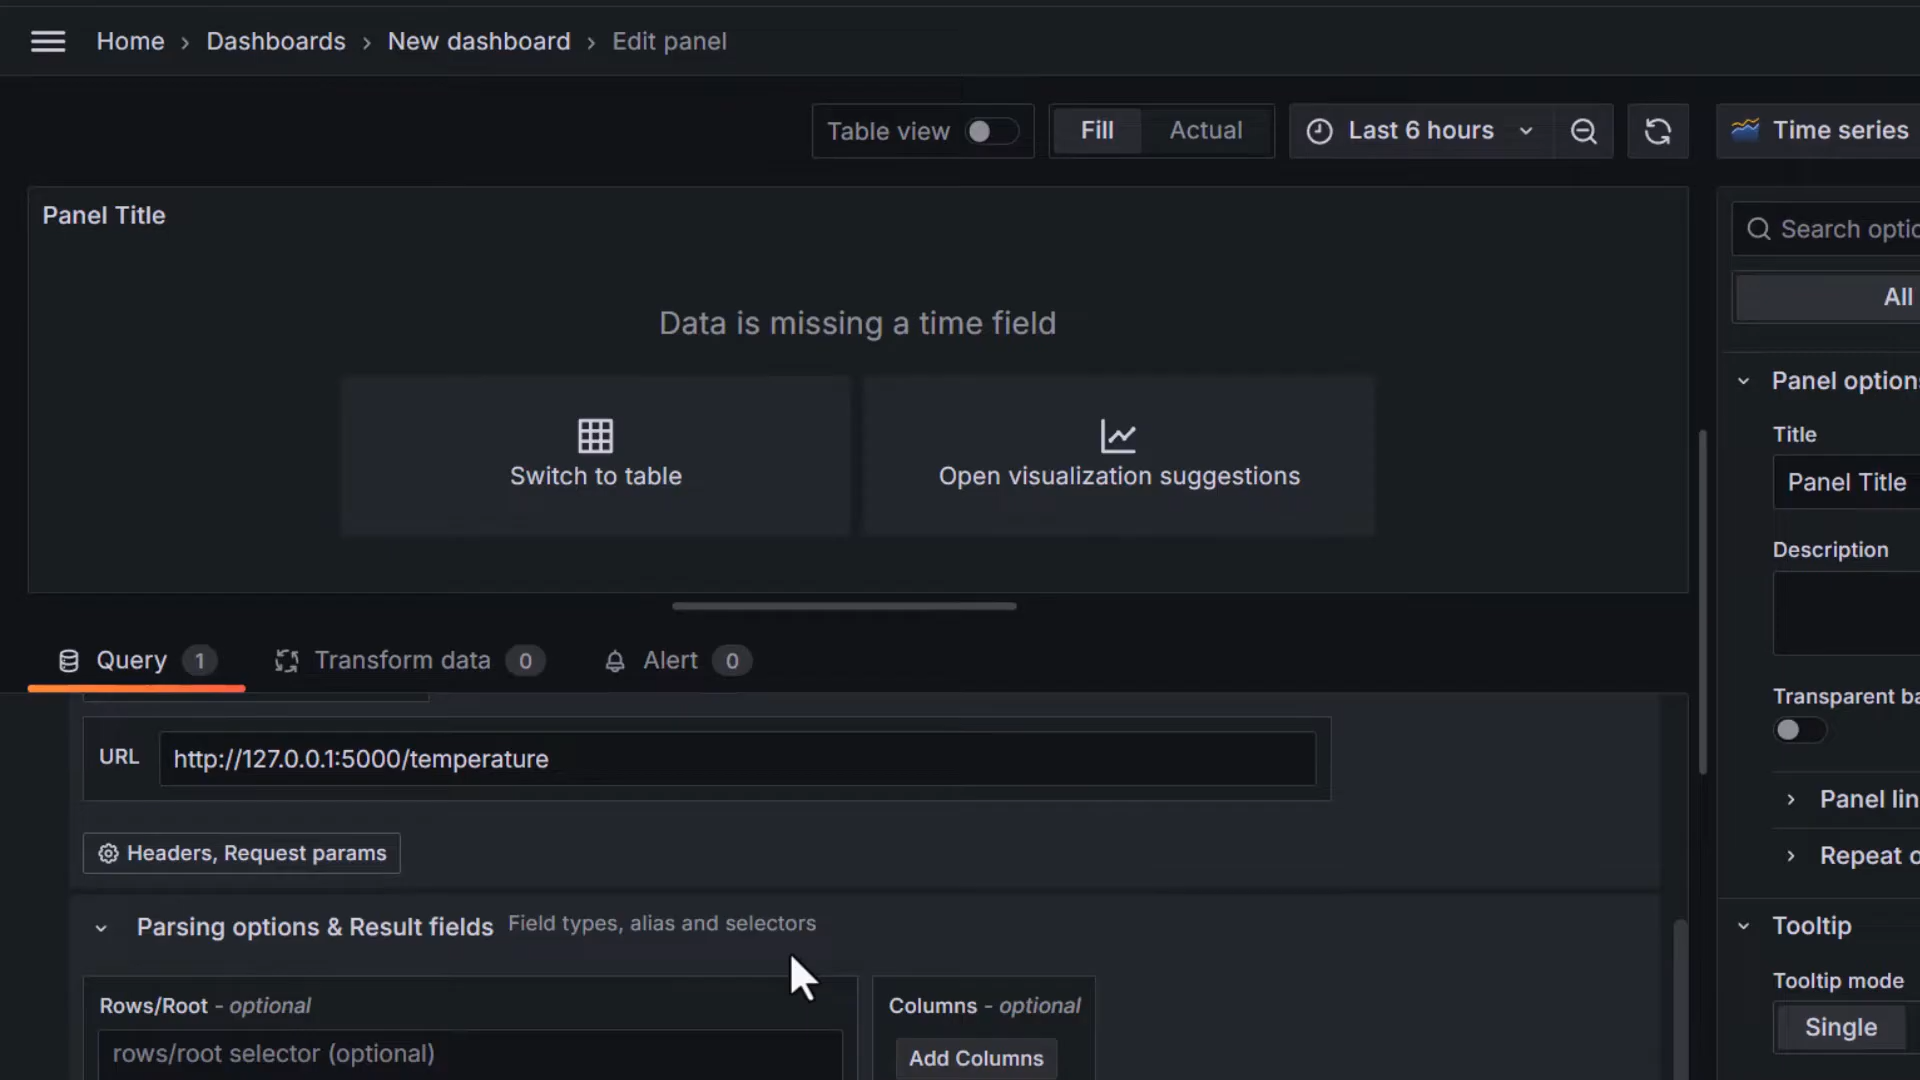 Home › Dashboards › New dashboard › Edit panel
Table view Fill Actual Last 6 hours Time series
Panel Title
Data is missing a time field
Switch to table Open visualization suggestions
Query 1 Transform data 0 Alert 0
URL http://127.0.0.1:5000/temperature
Headers, Request params
Parsing options & Result fields Field types, alias and selectors
Rows/Root - optional
rows/root selector (optional)
Columns - optional
Add Columns
Search optio
All
Panel options
Title
Panel Title
Description
Transparent ba
Panel lin
Repeat o
Tooltip
Tooltip mode
Single